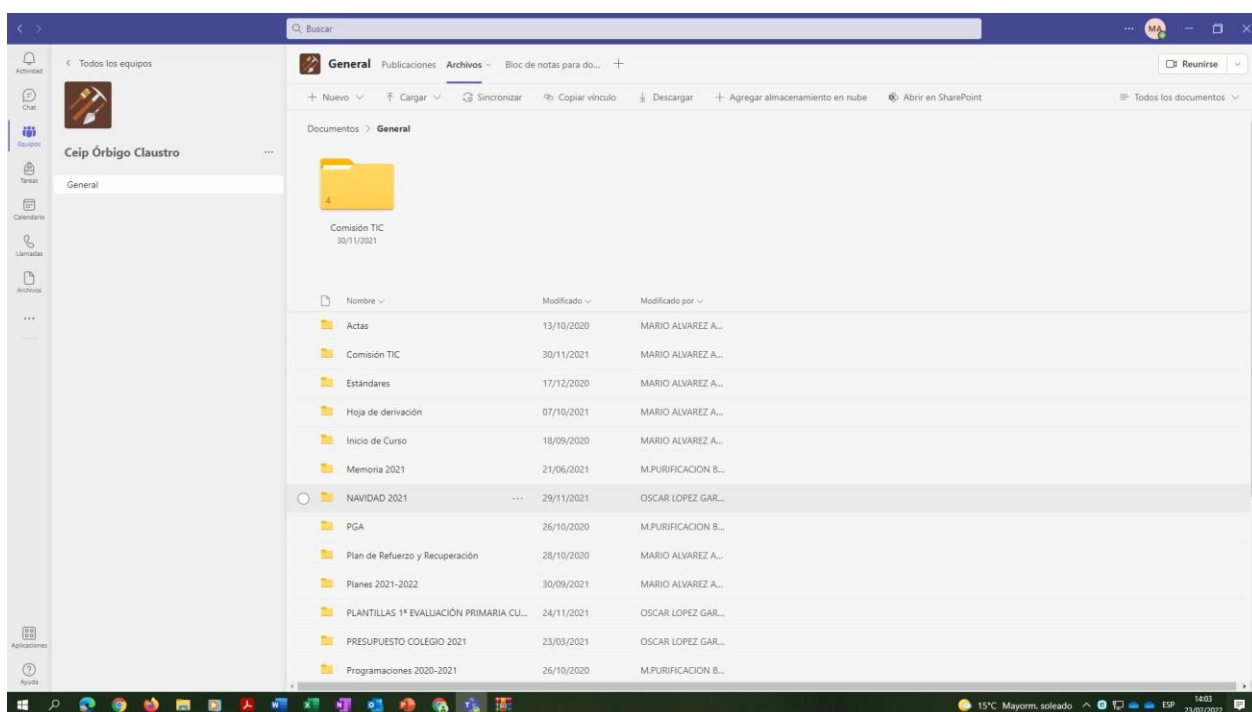 Buscar
MA
Actividad
Chat
Equipos
Tareas
Calendario
Llamadas
Archivos
Aplicaciones
Ayuda
Todos los equipos
Ceip Órbigo Claustro
General
General Publicaciones Archivos Bloc de notas para do... +
Reunirse
+ Nuevo Cargar Sincronizar Copiar vínculo Descargar + Agregar almacenamiento en nube Abrir en SharePoint Todos los documentos
Documentos > General
4
Comisión TIC
30/11/2021
Nombre Modificado Modificado por
Actas 13/10/2020 MARIO ALVAREZ A...
Comisión TIC 30/11/2021 MARIO ALVAREZ A...
Estándares 17/12/2020 MARIO ALVAREZ A...
Hoja de derivación 07/10/2021 MARIO ALVAREZ A...
Inicio de Curso 18/09/2020 MARIO ALVAREZ A...
Memoria 2021 21/06/2021 M.PURIFICACION B...
NAVIDAD 2021 ... 29/11/2021 OSCAR LOPEZ GAR...
PGA 26/10/2020 M.PURIFICACION B...
Plan de Refuerzo y Recuperación 28/10/2020 MARIO ALVAREZ A...
Planes 2021-2022 30/09/2021 MARIO ALVAREZ A...
PLANTILLAS 1ª EVALUACIÓN PRIMARIA CU... 24/11/2021 OSCAR LOPEZ GAR...
PRESUPUESTO COLEGIO 2021 23/03/2021 OSCAR LOPEZ GAR...
Programaciones 2020-2021 26/10/2020 M.PURIFICACION B...
15°C Mayorm. soleado ESP 14:03
23/02/2022